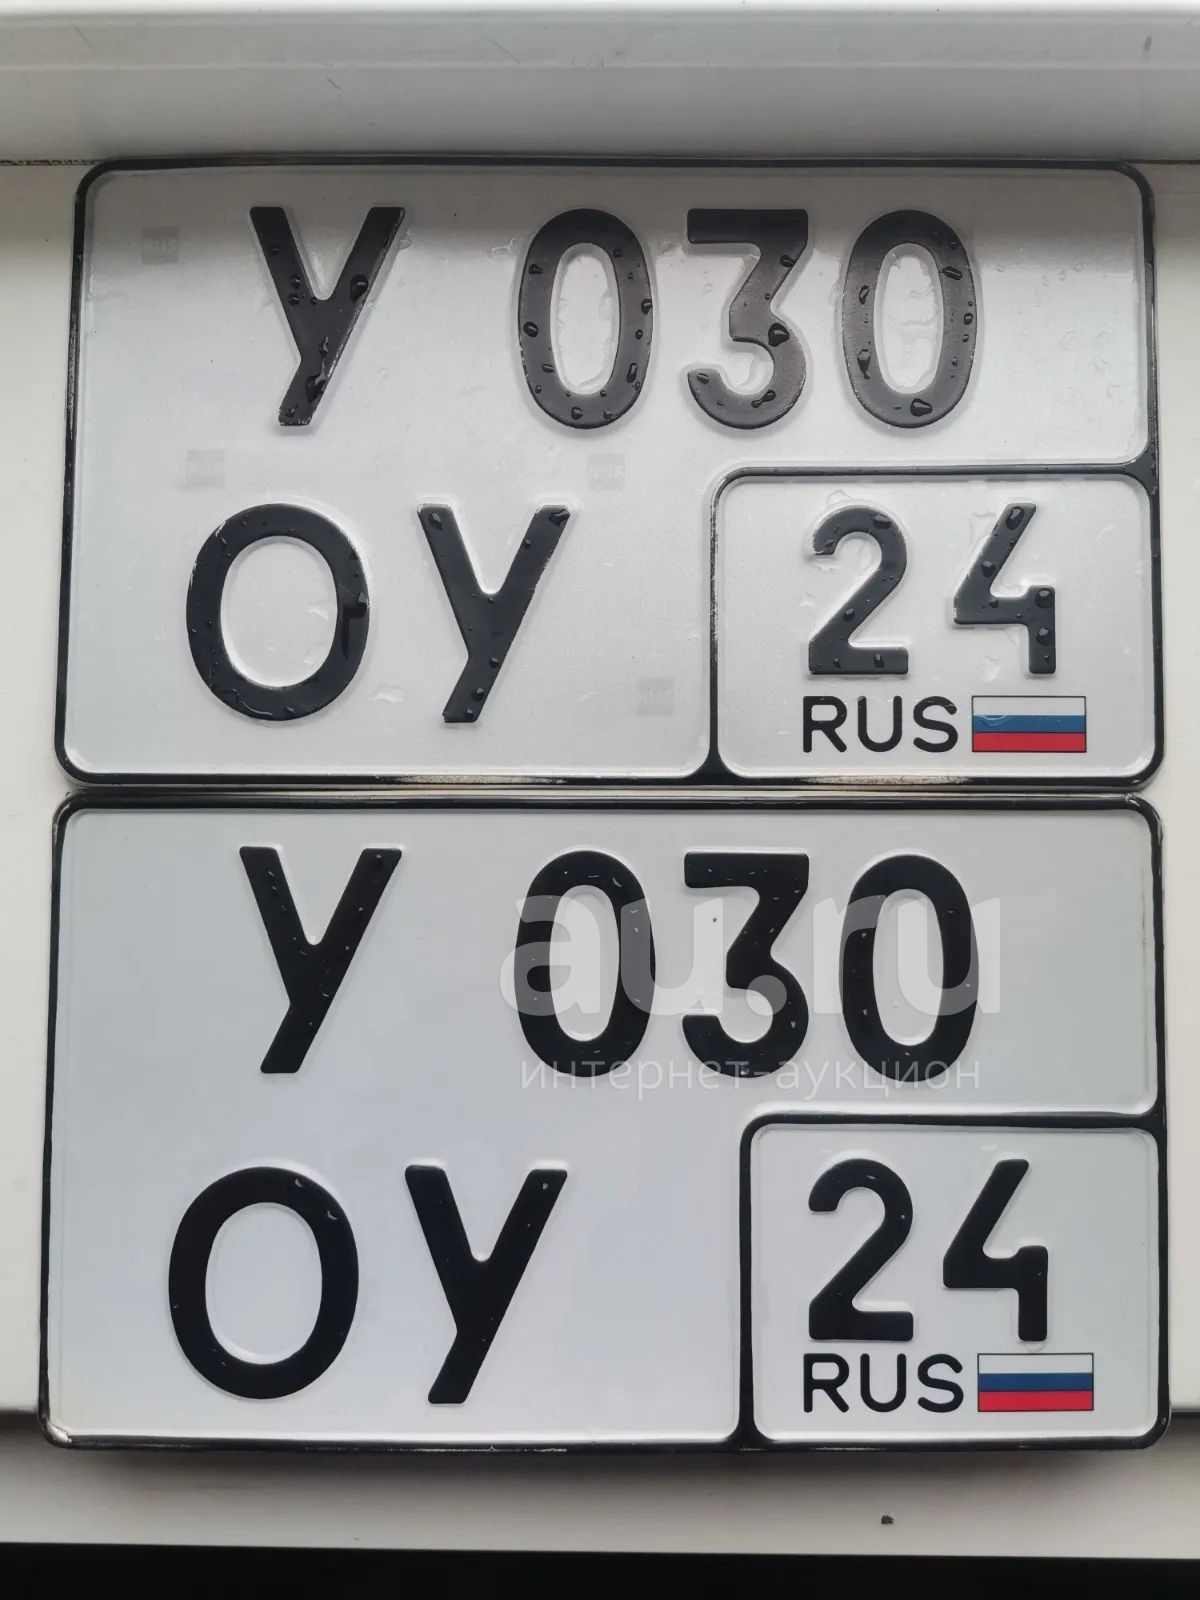 У 030
ОУ 24
RUS
У 030
au.ru
интернет-аукцион
ОУ 24
RUS